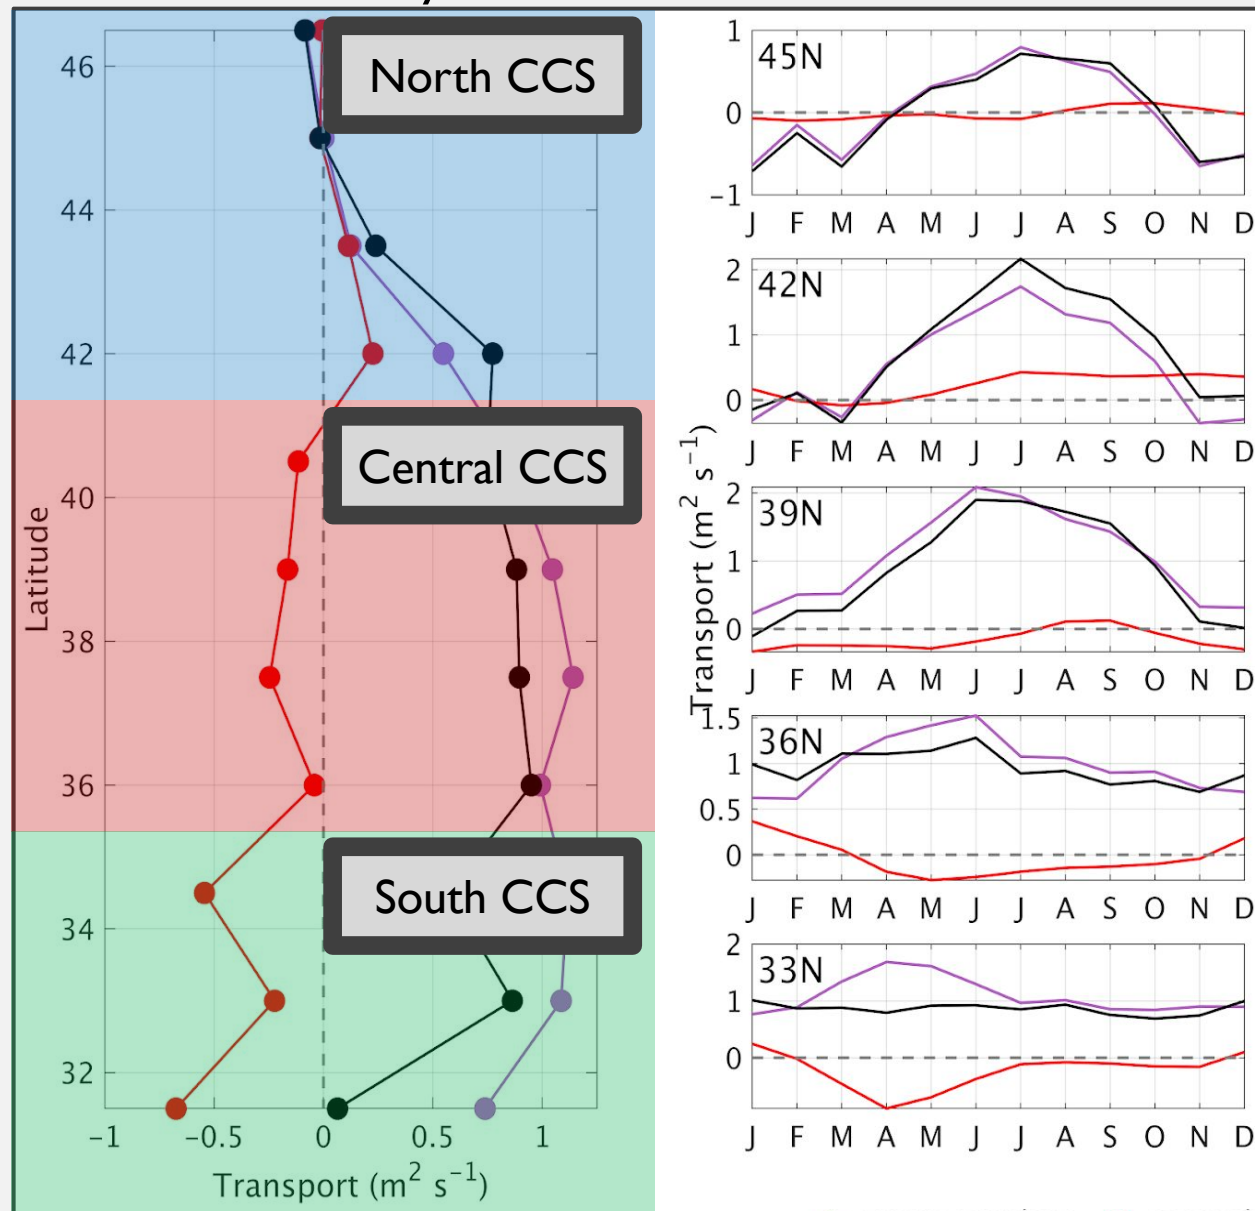 North CCS
Central CCS
South CCS
Latitude
46
44
42
40
38
36
34
32
-1
-0.5
0
0.5
1
Transport (m² s⁻¹)
Transport (m² s⁻¹)
45N
1
0
-1
J F M A M J J A S O N D
42N
2
1
0
J F M A M J J A S O N D
39N
2
1
0
J F M A M J J A S O N D
36N
1.5
1
0.5
0
J F M A M J J A S O N D
33N
2
1
0
J F M A M J J A S O N D